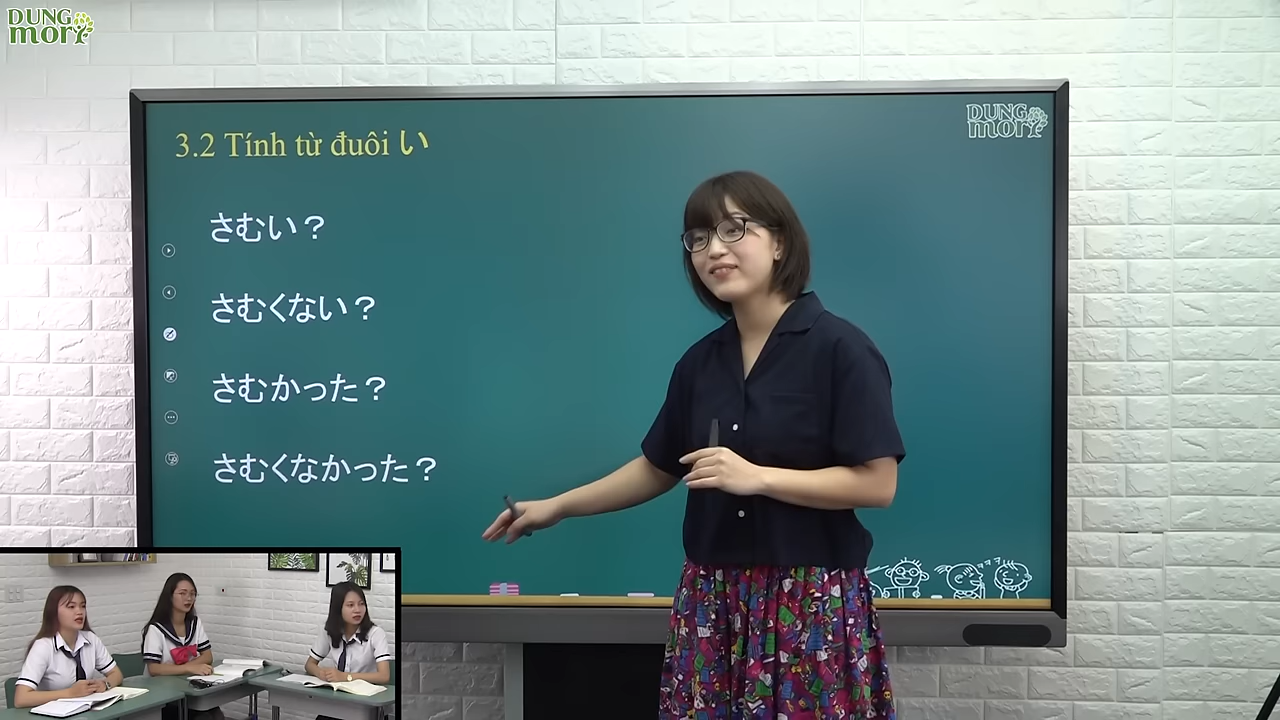 DUNG
mori
DUNG
mori
3.2 Tính từ đuôi い
さむい？
さむくない？
さむかった？
さむくなかった？